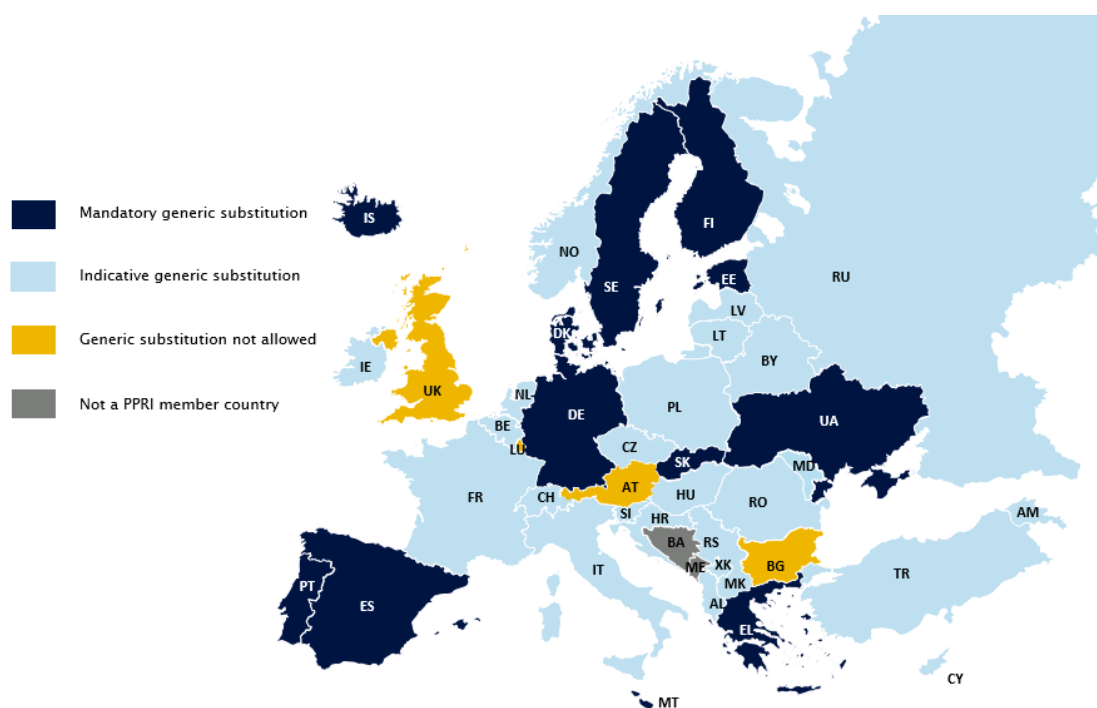 Mandatory generic substitution
Indicative generic substitution
Generic substitution not allowed
Not a PPRI member country
IS
NO
FI
SE
EE
RU
LV
DK
LT
IE
BY
UK
NL
DE
PL
BE
UA
LU
CZ
SK
MD
AT
FR
CH
HU
RO
SI
HR
AM
BA
RS
IT
ME
XK
BG
TR
PT
ES
MK
AL
EL
CY
MT